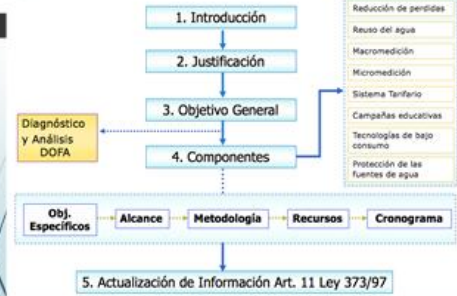 1. Introducción
2. Justificación
3. Objetivo General
Diagnóstico
y Análisis
DOFA
4. Componentes
Reducción de perdidas
Reuso del agua
Macromedición
Micromedición
Sistema Tarifario
Campañas educativas
Tecnologías de bajo
consumo
Protección de las
fuentes de agua
Obj.
Específicos
Alcance
Metodología
Recursos
Cronograma
5. Actualización de Información Art. 11 Ley 373/97